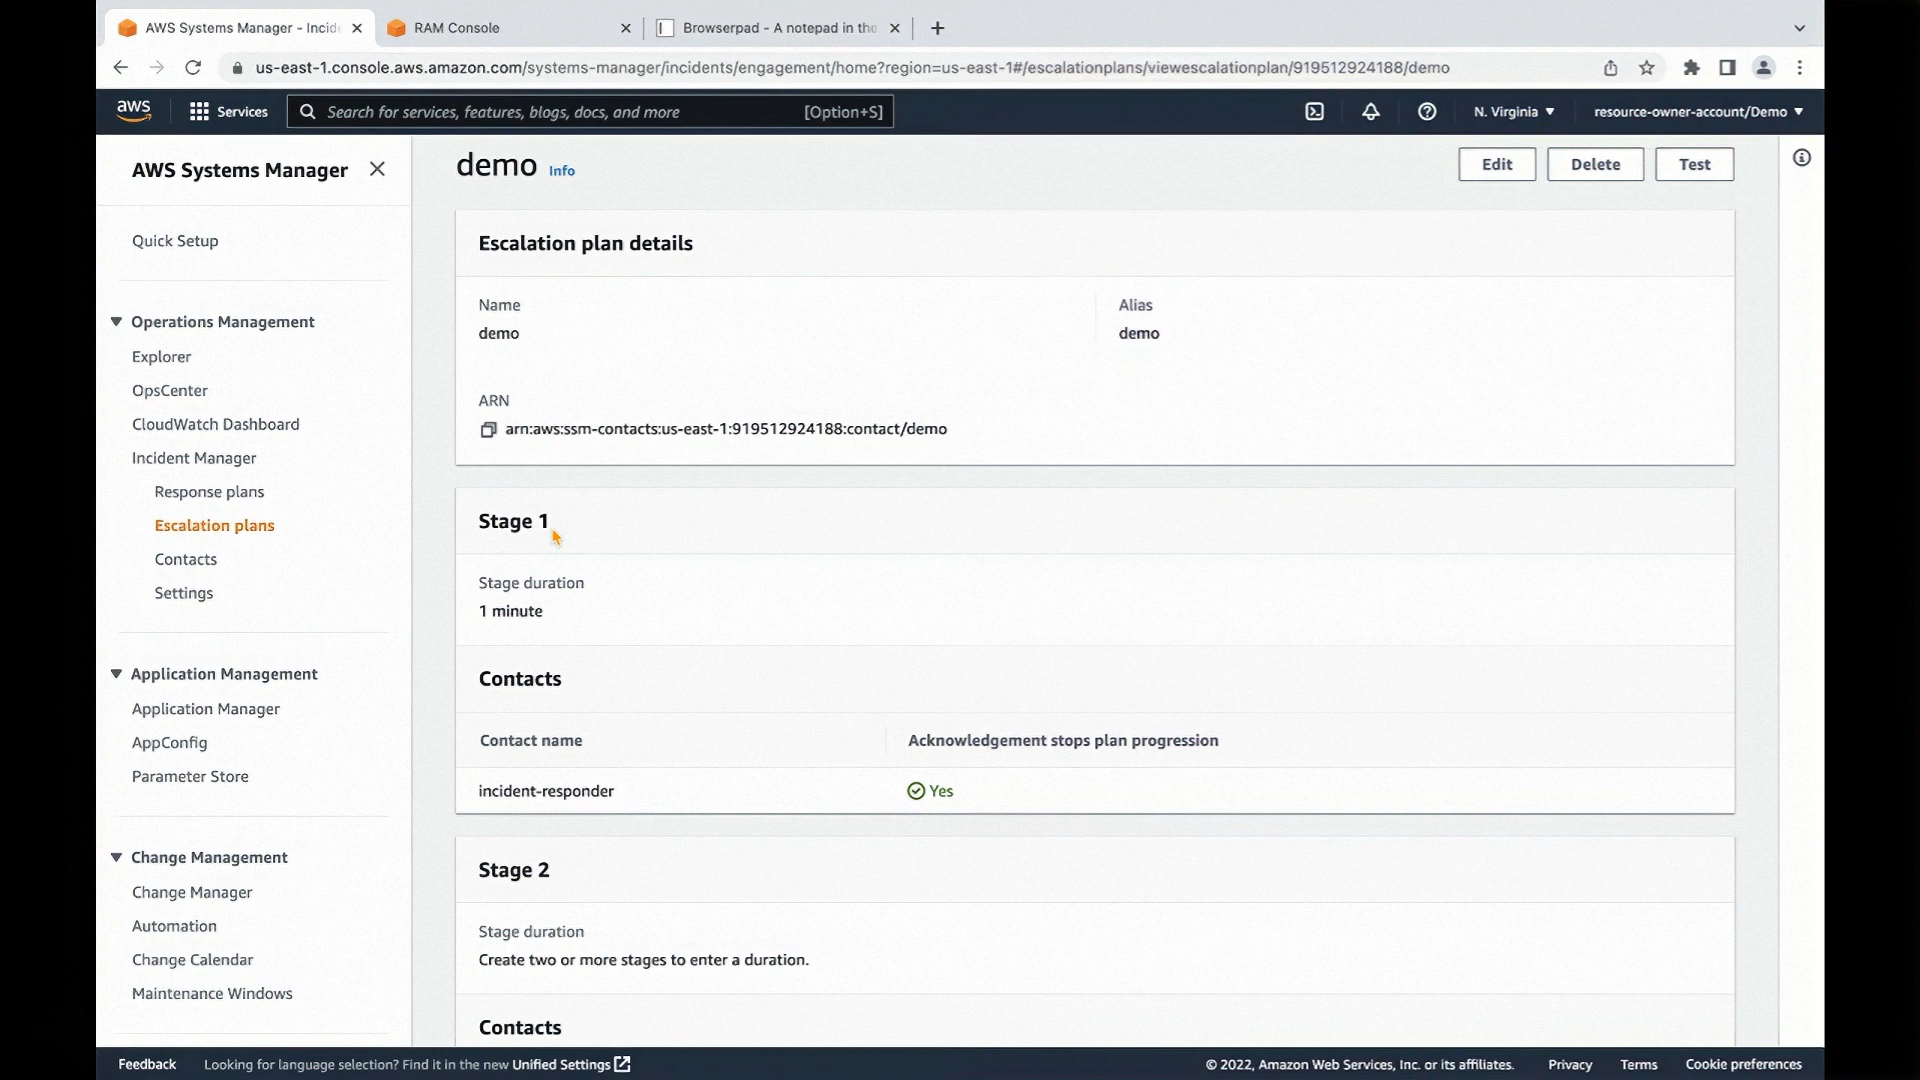 AWS Systems Manager - Incid
RAM Console
Browserpad - A notepad in the
us-east-1.console.aws.amazon.com/systems-manager/incidents/engagement/home?region=us-east-1#/escalationplans/viewescalationplan/919512924188/demo
aws
Services
Search for services, features, blogs, docs, and more
[Option+S]
N. Virginia
resource-owner-account/Demo
AWS Systems Manager
Quick Setup
Operations Management
Explorer
OpsCenter
CloudWatch Dashboard
Incident Manager
Response plans
Escalation plans
Contacts
Settings
Application Management
Application Manager
AppConfig
Parameter Store
Change Management
Change Manager
Automation
Change Calendar
Maintenance Windows
demo Info
Edit
Delete
Test
Escalation plan details
Name
demo
Alias
demo
ARN
arn:aws:ssm-contacts:us-east-1:919512924188:contact/demo
Stage 1
Stage duration
1 minute
Contacts
Contact name
Acknowledgement stops plan progression
incident-responder
Yes
Stage 2
Stage duration
Create two or more stages to enter a duration.
Contacts
Feedback
Looking for language selection? Find it in the new Unified Settings
© 2022, Amazon Web Services, Inc. or its affiliates.
Privacy
Terms
Cookie preferences